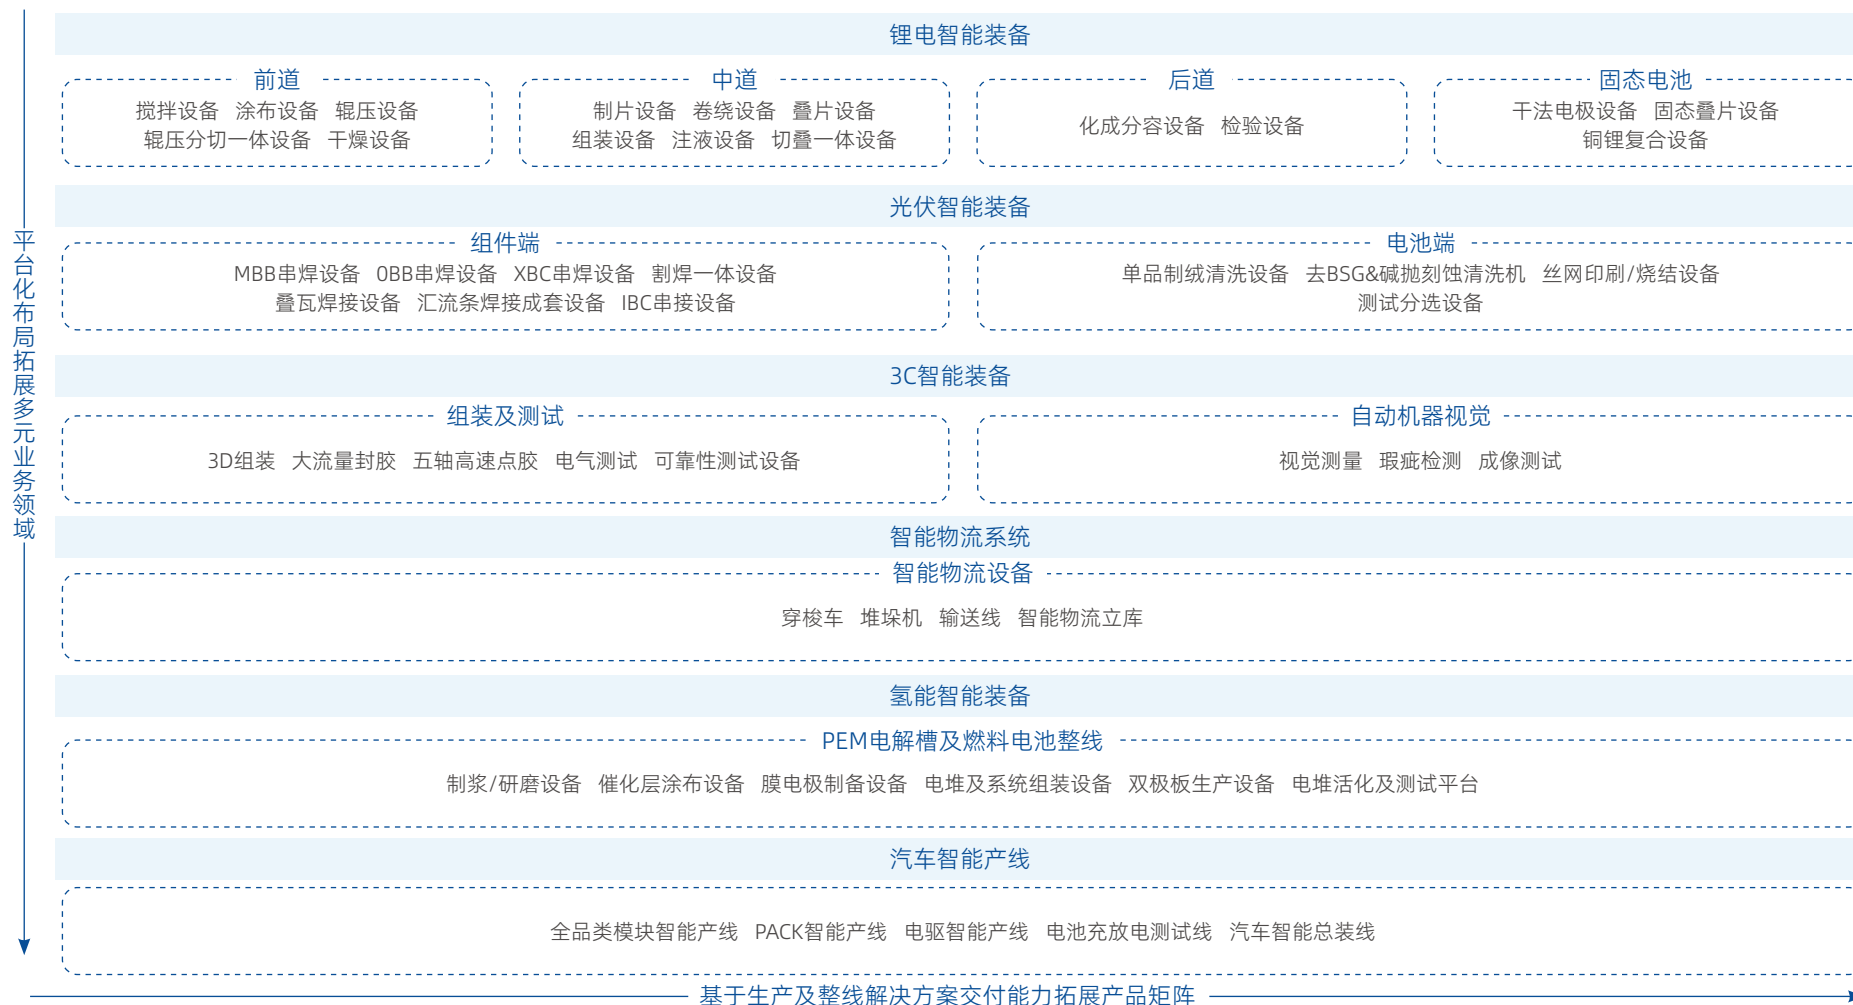 平台化布局拓展多元业务领域
锂电智能装备
前道
搅拌设备 涂布设备 辊压设备
辊压分切一体设备 干燥设备
中道
制片设备 卷绕设备 叠片设备
组装设备 注液设备 切叠一体设备
后道
化成分容设备 检验设备
固态电池
干法电极设备 固态叠片设备
铜锂复合设备
光伏智能装备
组件端
MBB串焊设备 0BB串焊设备 XBC串焊设备 割焊一体设备
叠瓦焊接设备 汇流条焊接成套设备 IBC串接设备
电池端
单品制绒清洗设备 去BSG&碱抛刻蚀清洗机 丝网印刷/烧结设备
测试分选设备
3C智能装备
组装及测试
3D组装 大流量封胶 五轴高速点胶 电气测试 可靠性测试设备
自动机器视觉
视觉测量 瑕疵检测 成像测试
智能物流系统
智能物流设备
穿梭车 堆垛机 输送线 智能物流立库
氢能智能装备
PEM电解槽及燃料电池整线
制浆/研磨设备 催化层涂布设备 膜电极制备设备 电堆及系统组装设备 双极板生产设备 电堆活化及测试平台
汽车智能产线
全品类模块智能产线 PACK智能产线 电驱智能产线 电池充放电测试线 汽车智能总装线
基于生产及整线解决方案交付能力拓展产品矩阵